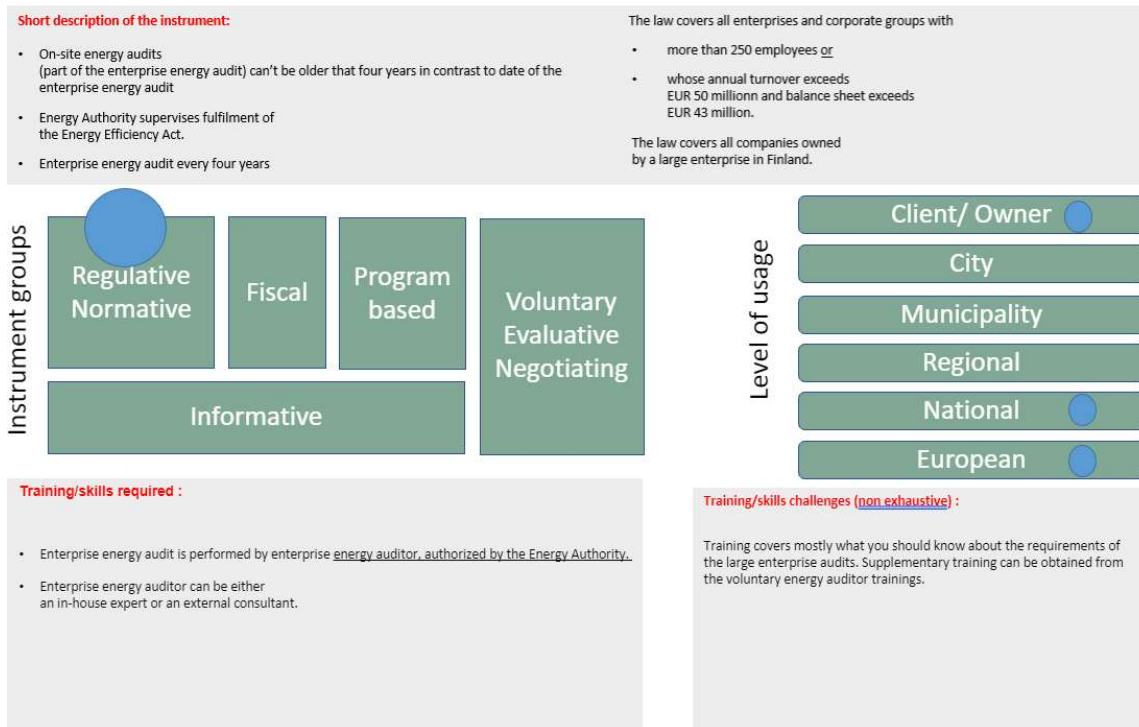 Short description of the instrument:
• On-site energy audits
(part of the enterprise energy audit) can't be older that four years in contrast to date of the
enterprise energy audit
• Energy Authority supervises fulfilment of
the Energy Efficiency Act.
• Enterprise energy audit every four years
The law covers all enterprises and corporate groups with
• more than 250 employees or
• whose annual turnover exceeds
EUR 50 millionn and balance sheet exceeds
EUR 43 million.
The law covers all companies owned
by a large enterprise in Finland.
Instrument groups
Regulative
Normative
Fiscal
Program
based
Voluntary
Evaluative
Negotiating
Informative
Level of usage
Client/ Owner
City
Municipality
Regional
National
European
Training/skills required :
• Enterprise energy audit is performed by enterprise energy auditor, authorized by the Energy Authority.
• Enterprise energy auditor can be either
an in-house expert or an external consultant.
Training/skills challenges (non exhaustive) :
Training covers mostly what you should know about the requirements of
the large enterprise audits. Supplementary training can be obtained from
the voluntary energy auditor trainings.